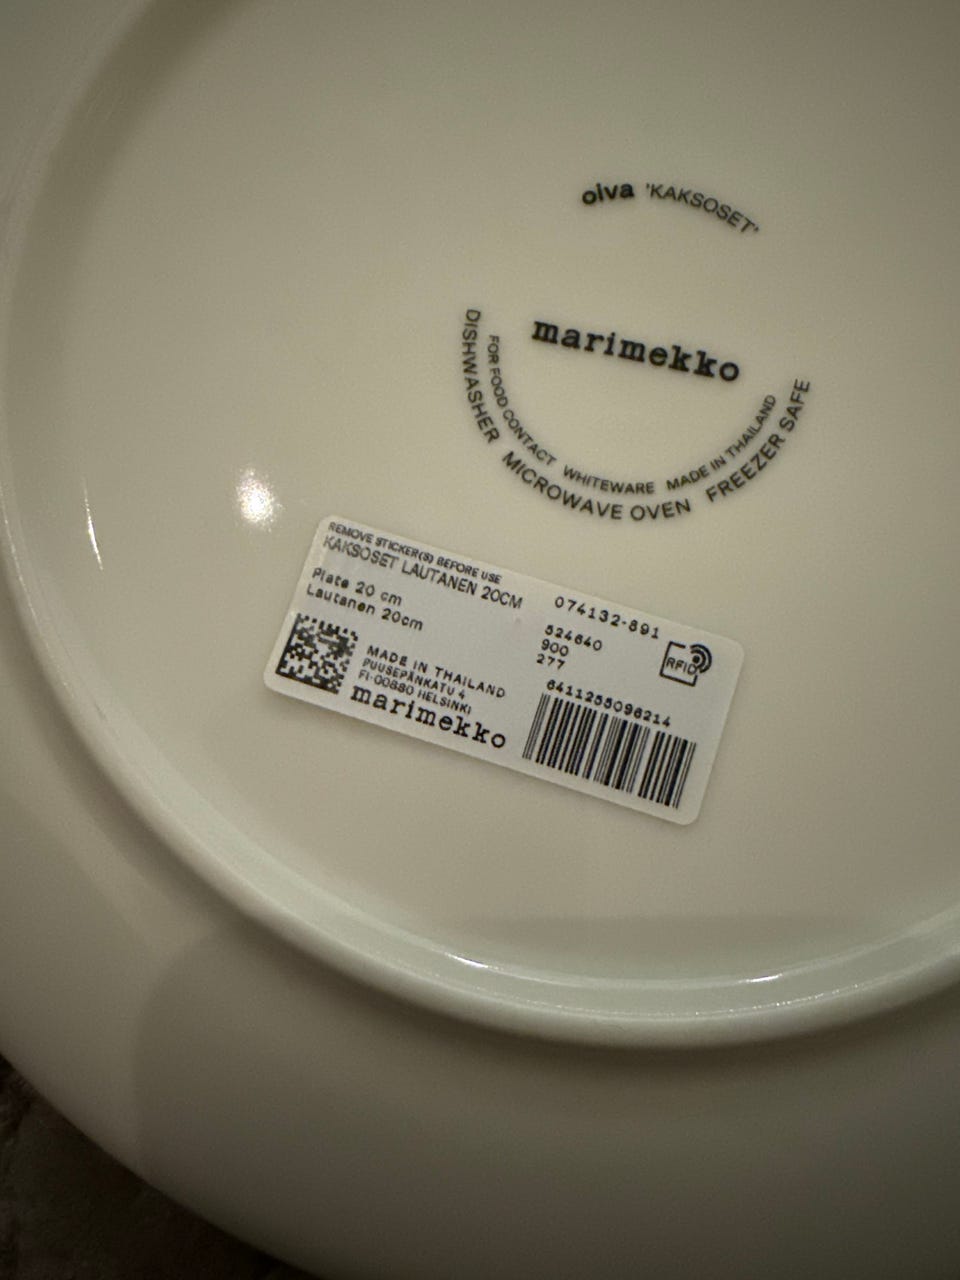 oiva 'KAKSOSET'
marimekko
FOR FOOD CONTACT WHITEWARE MADE IN THAILAND
DISHWASHER MICROWAVE OVEN FREEZER SAFE
REMOVE STICKER(S) BEFORE USE
KAKSOSET LAUTANEN 20CM
Plate 20 cm
Lautanen 20cm
MADE IN THAILAND
PUUSEPÄNKATU 4
FI-00880 HELSINKI
marimekko
074132-891
524640
900
277
RFID
6411255096214